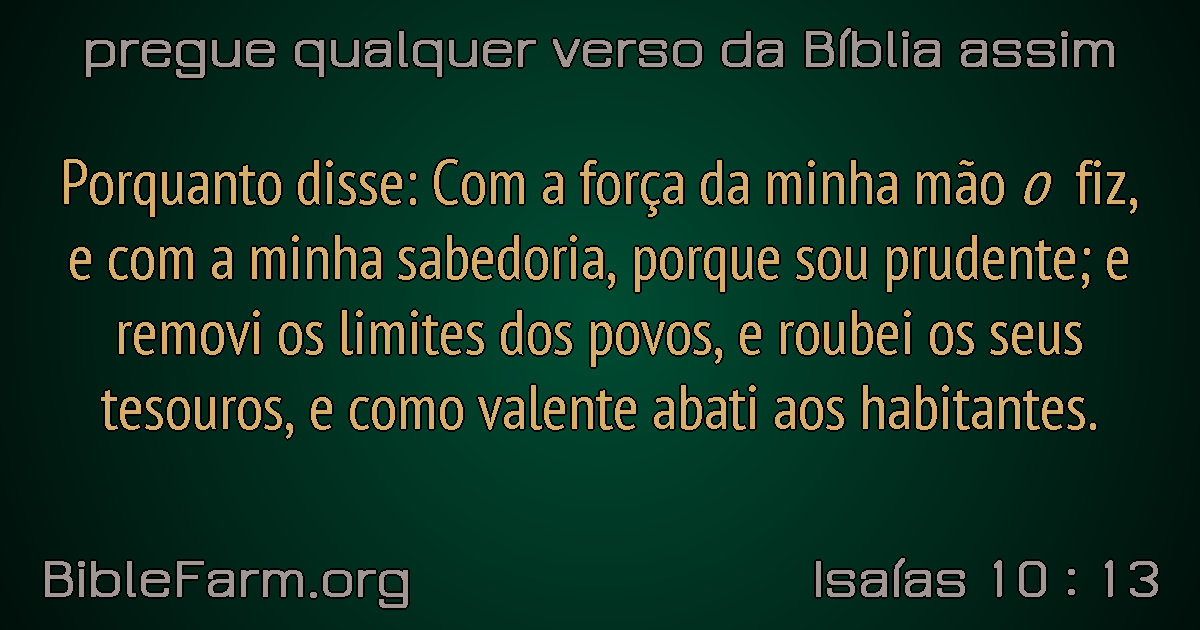 pregue qualquer verso da Bíblia assim
Porquanto disse: Com a força da minha mão o fiz,
e com a minha sabedoria, porque sou prudente; e
removi os limites dos povos, e roubei os seus
tesouros, e como valente abati aos habitantes.
BibleFarm.org
Isaías 10 : 13